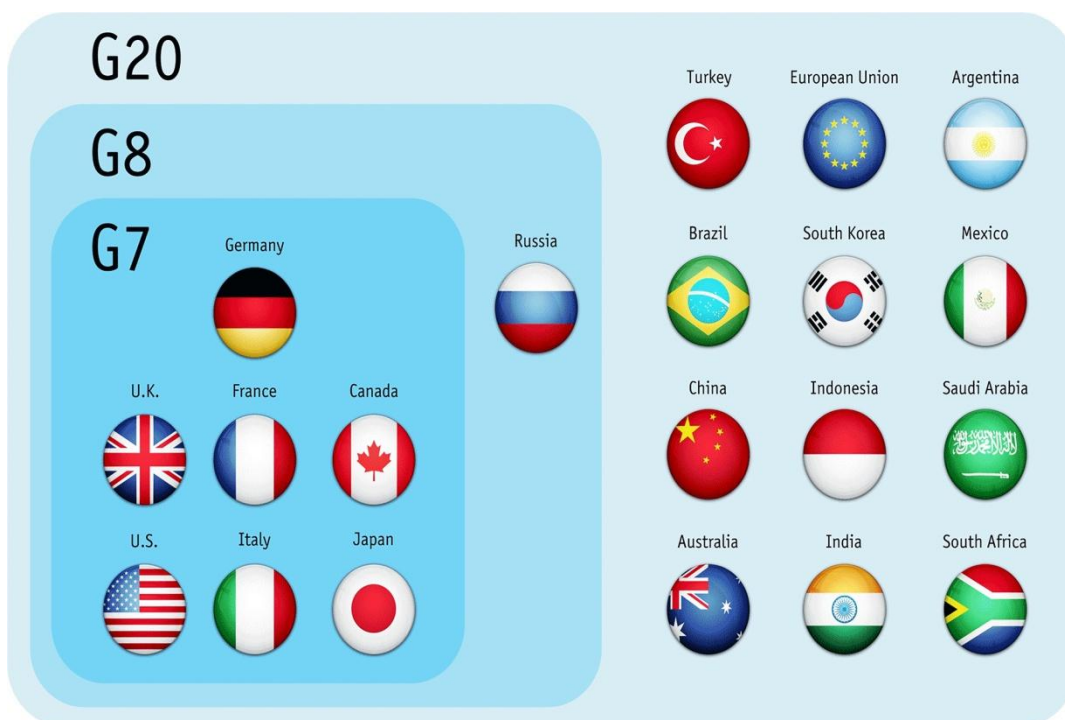 G20
G8
G7
Germany
U.K.
France
Canada
U.S.
Italy
Japan
Russia
Turkey
European Union
Argentina
Brazil
South Korea
Mexico
China
Indonesia
Saudi Arabia
Australia
India
South Africa